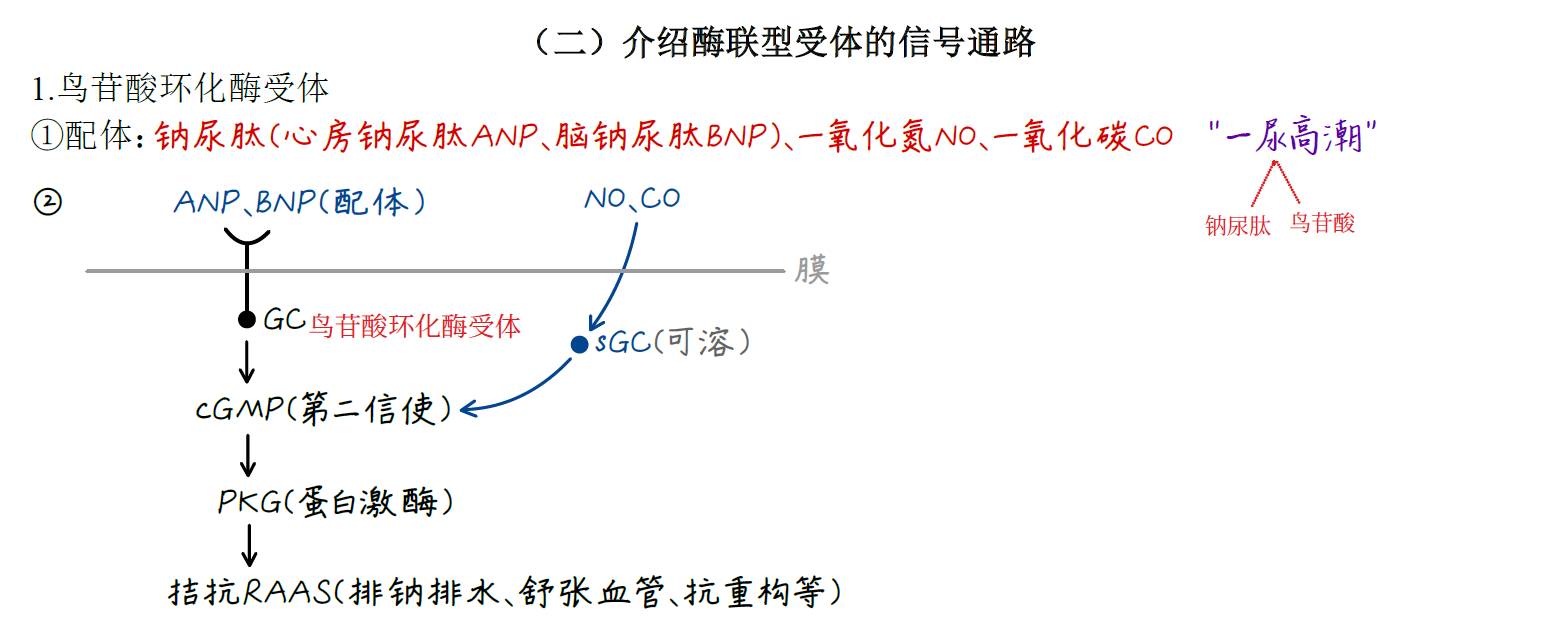 （二）介绍酶联型受体的信号通路
1.鸟苷酸环化酶受体
①配体：钠尿肽(心房钠尿肽ANP、脑钠尿肽BNP)、一氧化氮NO、一氧化碳CO "一尿高潮"
② ANP、BNP(配体) NO、CO
钠尿肽 鸟苷酸
膜
GC鸟苷酸环化酶受体
sGC(可溶)
cGMP(第二信使)
PKG(蛋白激酶)
拮抗RAAS(排钠排水、舒张血管、抗重构等)